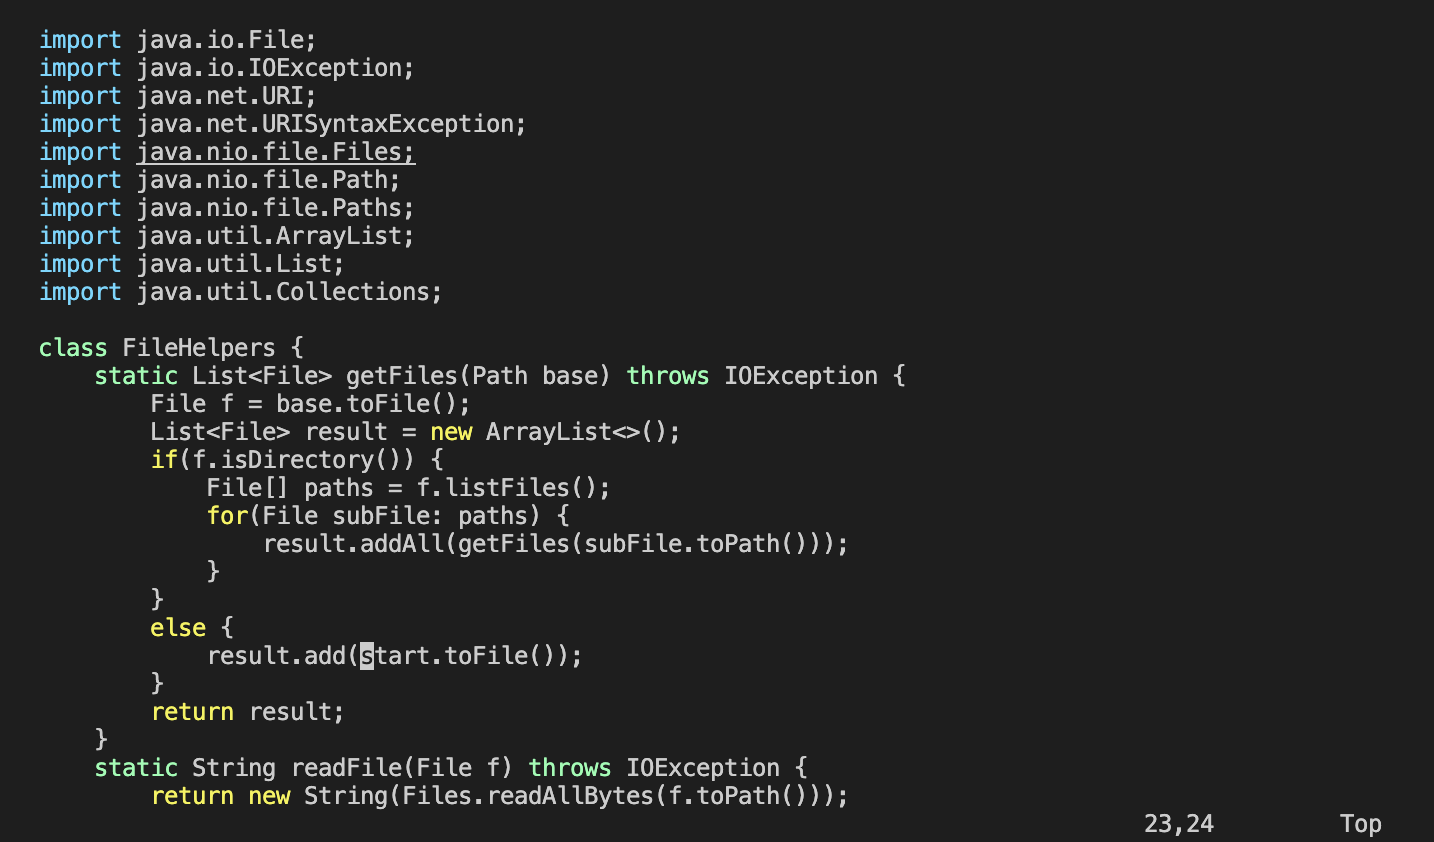 import java.io.File;
import java.io.IOException;
import java.net.URI;
import java.net.URISyntaxException;
import java.nio.file.Files;
import java.nio.file.Path;
import java.nio.file.Paths;
import java.util.ArrayList;
import java.util.List;
import java.util.Collections;

class FileHelpers {
    static List<File> getFiles(Path base) throws IOException {
        File f = base.toFile();
        List<File> result = new ArrayList<>();
        if(f.isDirectory()) {
            File[] paths = f.listFiles();
            for(File subFile: paths) {
                result.addAll(getFiles(subFile.toPath()));
            }
        }
        else {
            result.add(start.toFile());
        }
        return result;
    }
    static String readFile(File f) throws IOException {
        return new String(Files.readAllBytes(f.toPath()));
23,24 Top